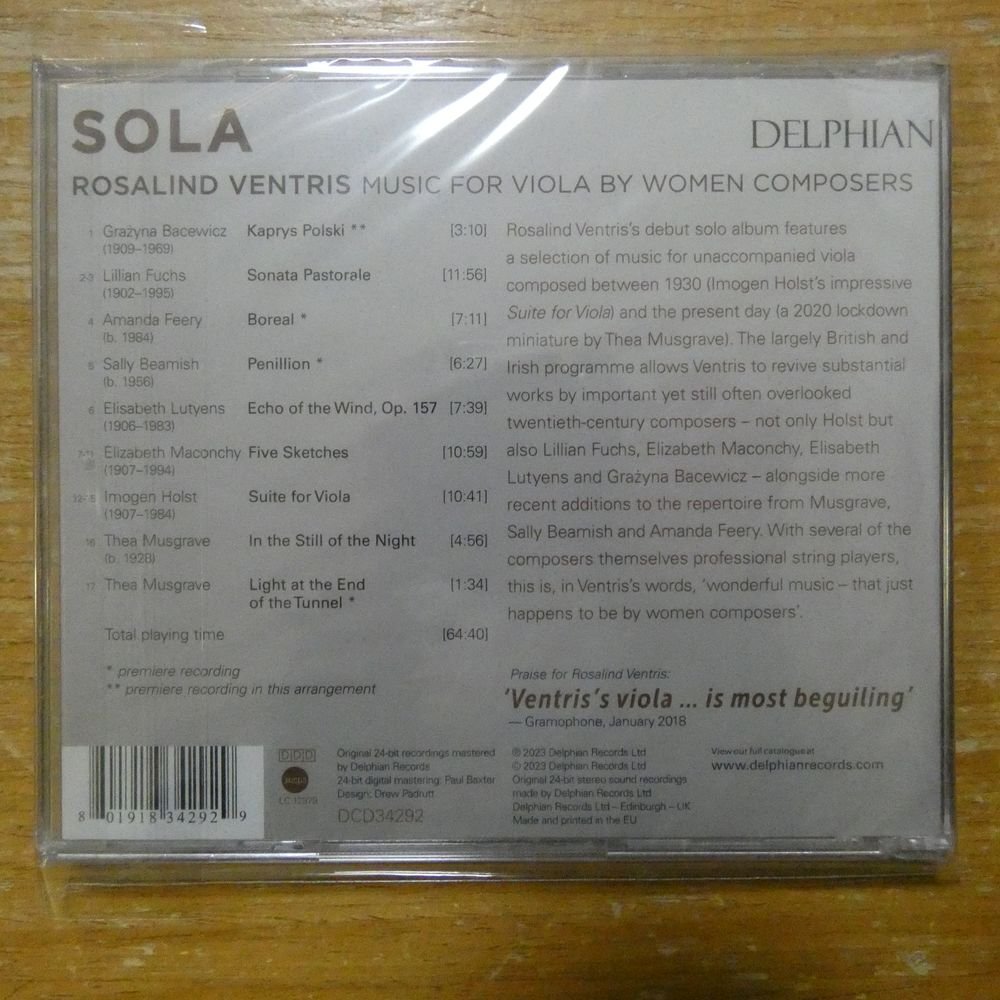 SOLA
DELPHIAN
ROSALIND VENTRIS MUSIC FOR VIOLA BY WOMEN COMPOSERS
1 Grażyna Bacewicz Kaprys Polski ** [3:10]
(1909–1969)
2-3 Lillian Fuchs Sonata Pastorale [11:56]
(1902–1995)
4 Amanda Feery Boreal * [7:11]
(b. 1984)
5 Sally Beamish Penillion * [6:27]
(b. 1956)
6 Elisabeth Lutyens Echo of the Wind, Op. 157 [7:39]
(1906–1983)
7-11 Elizabeth Maconchy Five Sketches [10:59]
(1907–1994)
12-15 Imogen Holst Suite for Viola [10:41]
(1907–1984)
16 Thea Musgrave In the Still of the Night [4:56]
(b. 1928)
17 Thea Musgrave Light at the End [1:34]
of the Tunnel *
Total playing time [64:40]
* premiere recording
** premiere recording in this arrangement
Rosalind Ventris's debut solo album features
a selection of music for unaccompanied viola
composed between 1930 (Imogen Holst's impressive
Suite for Viola) and the present day (a 2020 lockdown
miniature by Thea Musgrave). The largely British and
Irish programme allows Ventris to revive substantial
works by important yet still often overlooked
twentieth-century composers – not only Holst but
also Lillian Fuchs, Elizabeth Maconchy, Elisabeth
Lutyens and Grażyna Bacewicz – alongside more
recent additions to the repertoire from Musgrave,
Sally Beamish and Amanda Feery. With several of the
composers themselves professional string players,
this is, in Ventris's words, 'wonderful music – that just
happens to be by women composers'.
Praise for Rosalind Ventris:
'Ventris's viola ... is most beguiling'
— Gramophone, January 2018
8 01918 34292 9
DDD
LC 12979
Original 24-bit recordings mastered
by Delphian Records
24-bit digital mastering: Paul Baxter
Design: Drew Padrutt
DCD34292
℗ 2023 Delphian Records Ltd
© 2023 Delphian Records Ltd
Original 24-bit stereo sound recordings
made by Delphian Records Ltd
Delphian Records Ltd – Edinburgh – UK
Made and printed in the EU
View our full catalogue at
www.delphianrecords.com